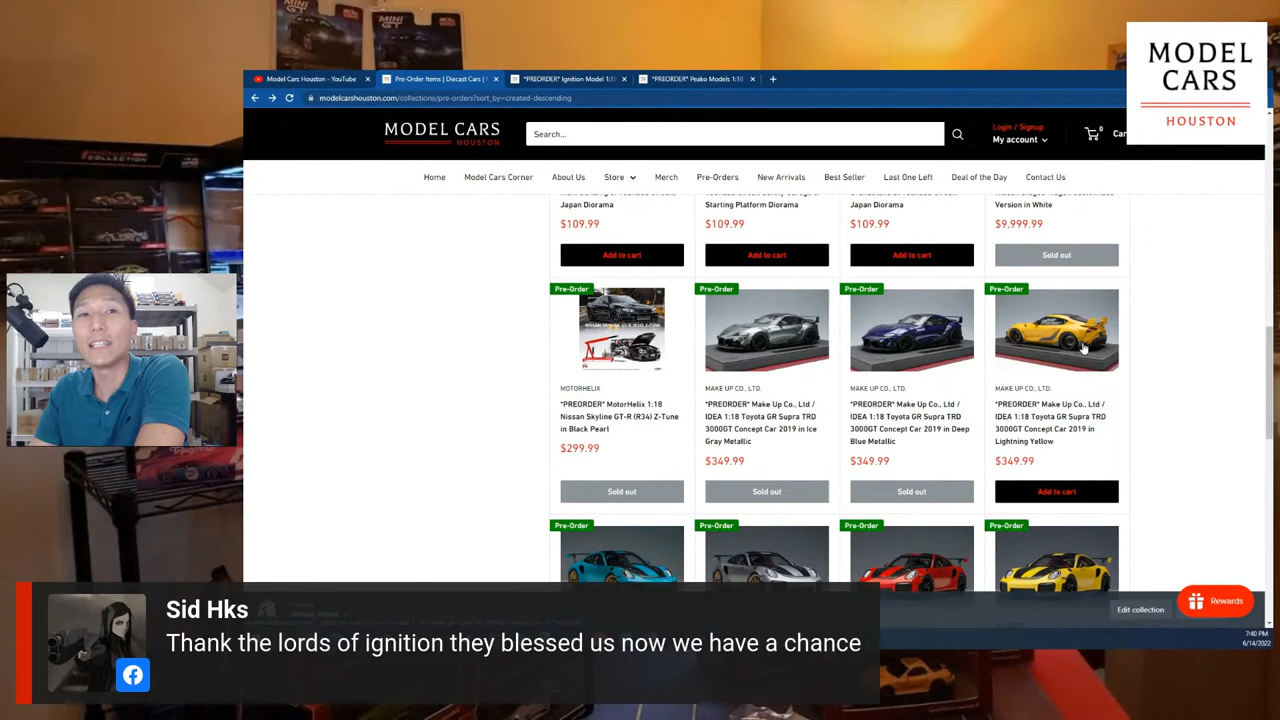 MINI GT
MODEL
CARS
HOUSTON
Model Cars Houston - YouTube
Pre-Order Items | Diecast Cars |
*PREORDER* Ignition Model 1:18
*PREORDER* Peako Models 1:18
modelcarshouston.com/collections/pre-orders?sort_by=created-descending
MODEL CARS
HOUSTON
Search...
Login / Signup
My account
0
Car
Home
Model Cars Corner
About Us
Store
Merch
Pre-Orders
New Arrivals
Best Seller
Last One Left
Deal of the Day
Contact Us
Japan Diorama
Starting Platform Diorama
Japan Diorama
Version in White
$109.99
$109.99
$109.99
$9,999.99
Add to cart
Add to cart
Add to cart
Sold out
Pre-Order
Pre-Order
Pre-Order
Pre-Order
MOTORHELIX
*PREORDER* MotorHelix 1:18
Nissan Skyline GT-R (R34) Z-Tune
in Black Pearl
$299.99
Sold out
MAKE UP CO., LTD.
*PREORDER* Make Up Co., Ltd /
IDEA 1:18 Toyota GR Supra TRD
3000GT Concept Car 2019 in Ice
Gray Metallic
$349.99
Sold out
MAKE UP CO., LTD.
*PREORDER* Make Up Co., Ltd /
IDEA 1:18 Toyota GR Supra TRD
3000GT Concept Car 2019 in Deep
Blue Metallic
$349.99
Sold out
MAKE UP CO., LTD.
*PREORDER* Make Up Co., Ltd /
IDEA 1:18 Toyota GR Supra TRD
3000GT Concept Car 2019 in
Lightning Yellow
$349.99
Add to cart
Pre-Order
Pre-Order
Pre-Order
Pre-Order
Edit collection
Rewards
7:40 PM
6/14/2022
Sid Hks
Thank the lords of ignition they blessed us now we have a chance